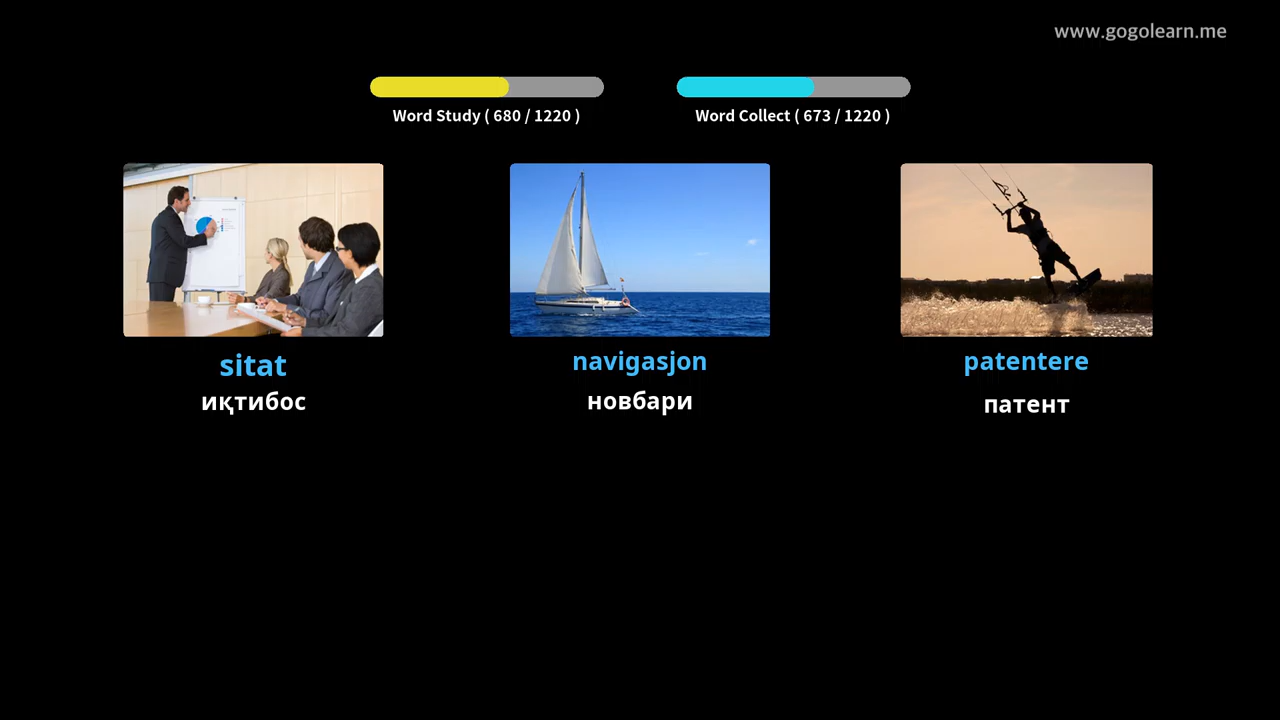 www.gogolearn.me
Word Study ( 680 / 1220 )
Word Collect ( 673 / 1220 )
sitat
иқтибос
navigasjon
новбари
patentere
патент